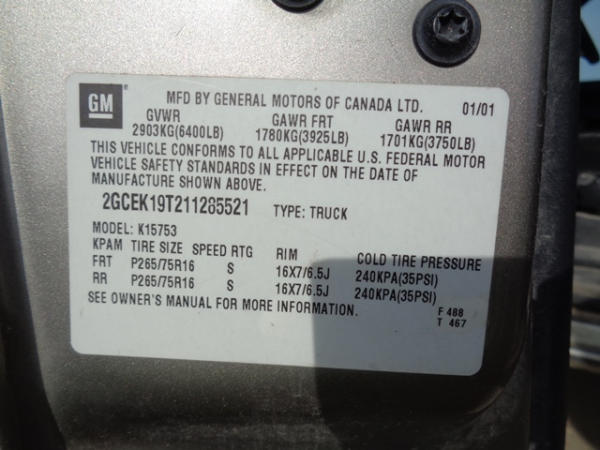 GM
MFD BY GENERAL MOTORS OF CANADA LTD. 01/01
GVWR GAWR FRT GAWR RR
2903KG(6400LB) 1780KG(3925LB) 1701KG(3750LB)
THIS VEHICLE CONFORMS TO ALL APPLICABLE U.S. FEDERAL MOTOR
VEHICLE SAFETY STANDARDS IN EFFECT ON THE DATE OF
MANUFACTURE SHOWN ABOVE.
2GCEK19T211285521 TYPE: TRUCK
MODEL: K15753
KPAM TIRE SIZE SPEED RTG RIM COLD TIRE PRESSURE
FRT P265/75R16 S 16X7/6.5J 240KPA(35PSI)
RR P265/75R16 S 16X7/6.5J 240KPA(35PSI)
SEE OWNER'S MANUAL FOR MORE INFORMATION.
F 488
T 467